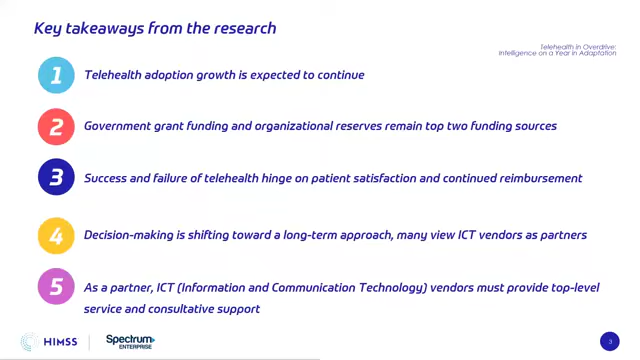 Key takeaways from the research
Telehealth in Overdrive:
Intelligence on a Year in Adaptation
1
Telehealth adoption growth is expected to continue
2
Government grant funding and organizational reserves remain top two funding sources
3
Success and failure of telehealth hinge on patient satisfaction and continued reimbursement
4
Decision-making is shifting toward a long-term approach, many view ICT vendors as partners
5
As a partner, ICT (Information and Communication Technology) vendors must provide top-level
service and consultative support
HIMSS
Spectrum
ENTERPRISE
3